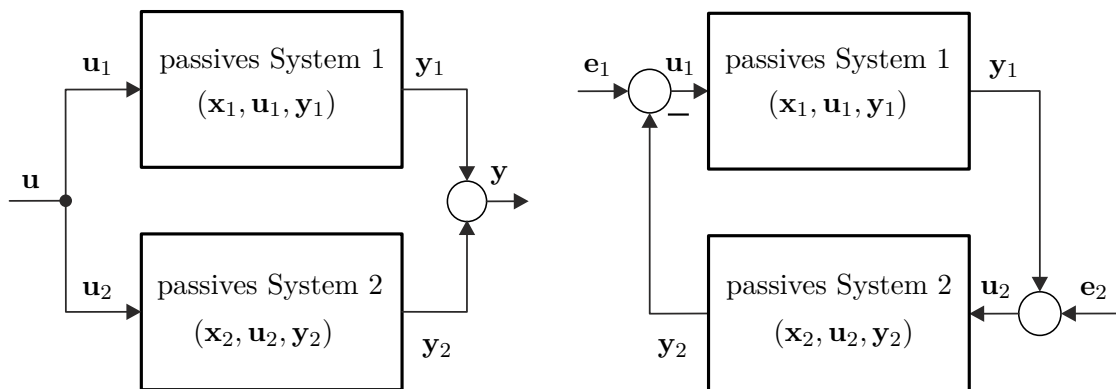 u
u₁
passives System 1
(x₁, u₁, y₁)
y₁
u₂
passives System 2
(x₂, u₂, y₂)
y₂
y
e₁
u₁
−
passives System 1
(x₁, u₁, y₁)
y₁
y₂
passives System 2
(x₂, u₂, y₂)
u₂
e₂